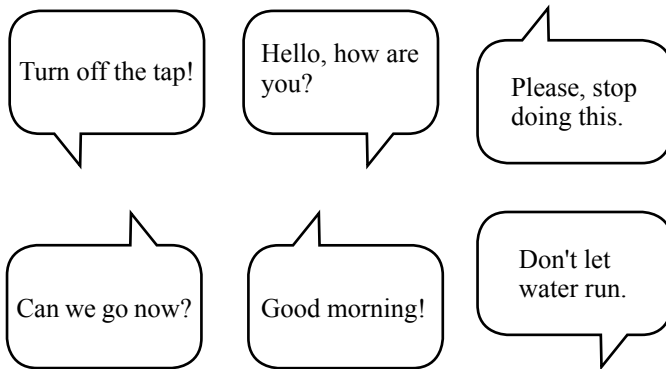 Turn off the tap!
Hello, how are
you?
Please, stop
doing this.
Can we go now?
Good morning!
Don't let
water run.